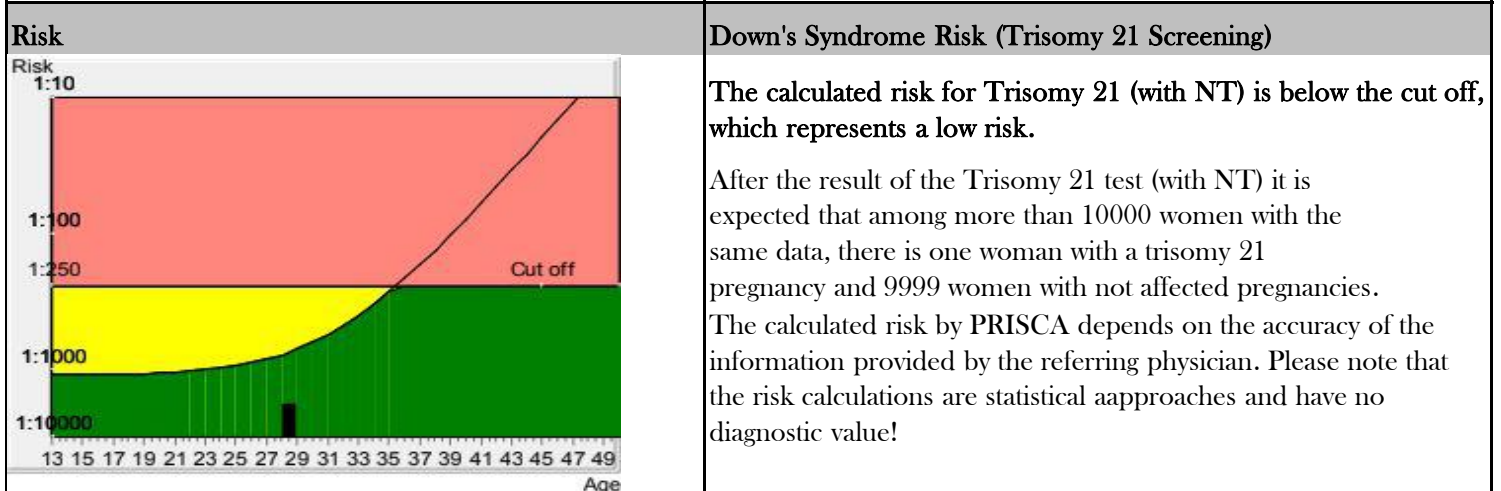 Risk
Down's Syndrome Risk (Trisomy 21 Screening)
Risk
1:10
1:100
1:250
Cut off
1:1000
1:10000
13 15 17 19 21 23 25 27 29 31 33 35 37 39 41 43 45 47 49
Age
The calculated risk for Trisomy 21 (with NT) is below the cut off,
which represents a low risk.
After the result of the Trisomy 21 test (with NT) it is
expected that among more than 10000 women with the
same data, there is one woman with a trisomy 21
pregnancy and 9999 women with not affected pregnancies.
The calculated risk by PRISCA depends on the accuracy of the
information provided by the referring physician. Please note that
the risk calculations are statistical aapproaches and have no
diagnostic value!